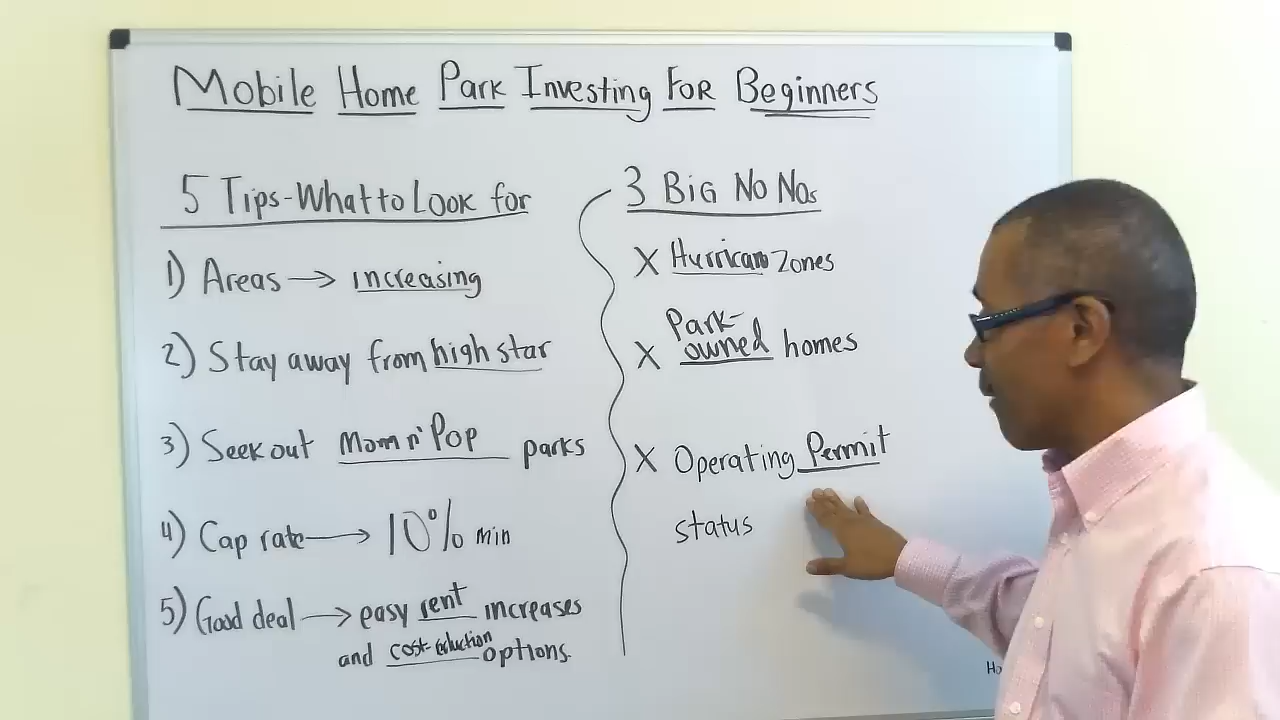 Mobile Home Park Investing FOR Beginners
5 Tips-What to Look for
1) Areas → increasing
2) Stay away from high star
3) Seek out Mom n' Pop parks
4) Cap rate → 10% min
5) Good deal → easy rent increases
and cost-reduction options.
3 BIG No Nos
X Hurrican Zones
X Park-
owned homes
X Operating Permit
status
Ho